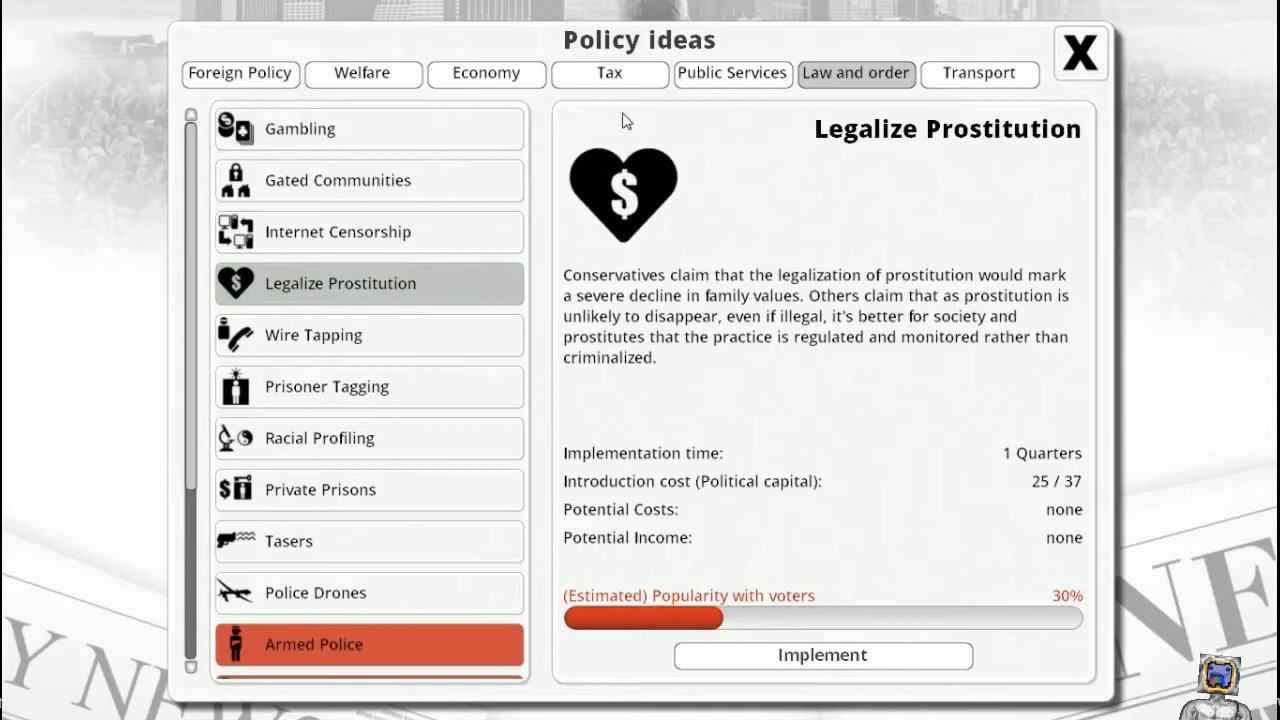 Policy ideas
X
Foreign Policy
Welfare
Economy
Tax
Public Services
Law and order
Transport
Gambling
Gated Communities
Internet Censorship
Legalize Prostitution
Wire Tapping
Prisoner Tagging
Racial Profiling
Private Prisons
Tasers
Police Drones
Armed Police
Legalize Prostitution
$
Conservatives claim that the legalization of prostitution would mark
a severe decline in family values. Others claim that as prostitution is
unlikely to disappear, even if illegal, it's better for society and
prostitutes that the practice is regulated and monitored rather than
criminalized.
Implementation time: 1 Quarters
Introduction cost (Political capital): 25 / 37
Potential Costs: none
Potential Income: none
(Estimated) Popularity with voters 30%
Implement